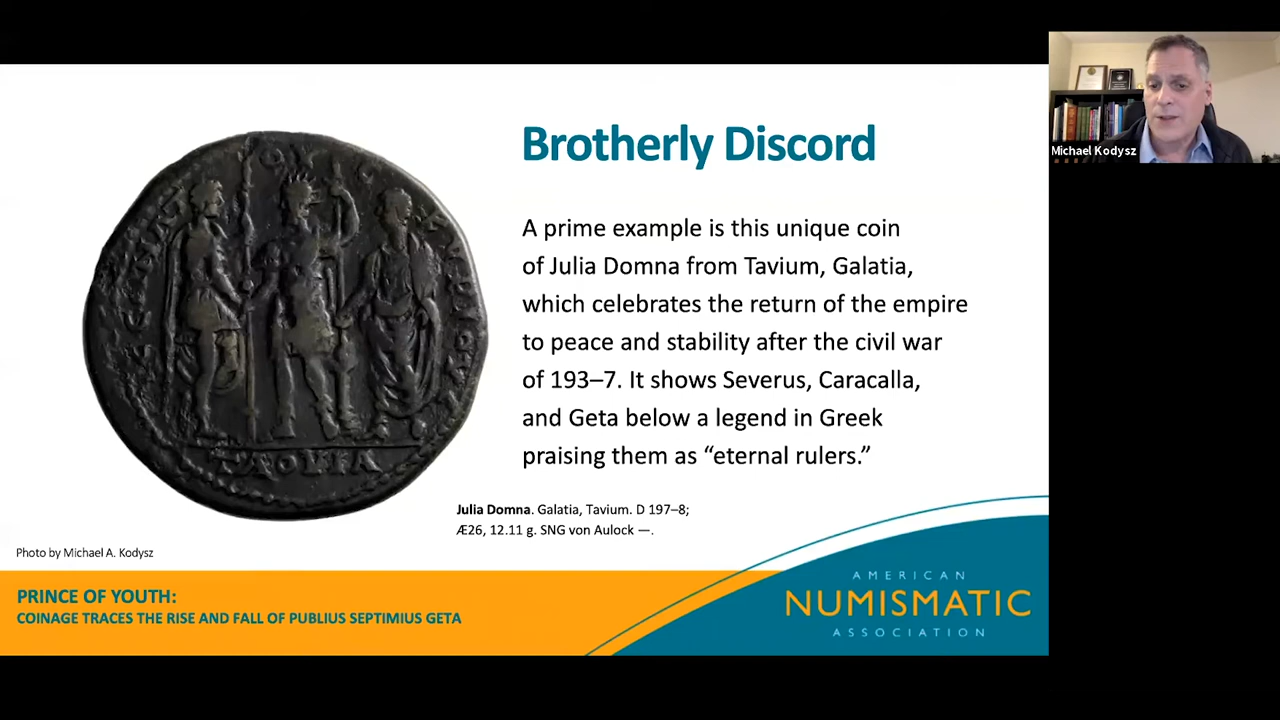 Brotherly Discord
A prime example is this unique coin
of Julia Domna from Tavium, Galatia,
which celebrates the return of the empire
to peace and stability after the civil war
of 193–7. It shows Severus, Caracalla,
and Geta below a legend in Greek
praising them as “eternal rulers.”
Julia Domna. Galatia, Tavium. D 197–8;
Æ26, 12.11 g. SNG von Aulock —.
Photo by Michael A. Kodysz
PRINCE OF YOUTH:
COINAGE TRACES THE RISE AND FALL OF PUBLIUS SEPTIMIUS GETA
AMERICAN
NUMISMATIC
ASSOCIATION
Michael Kodysz